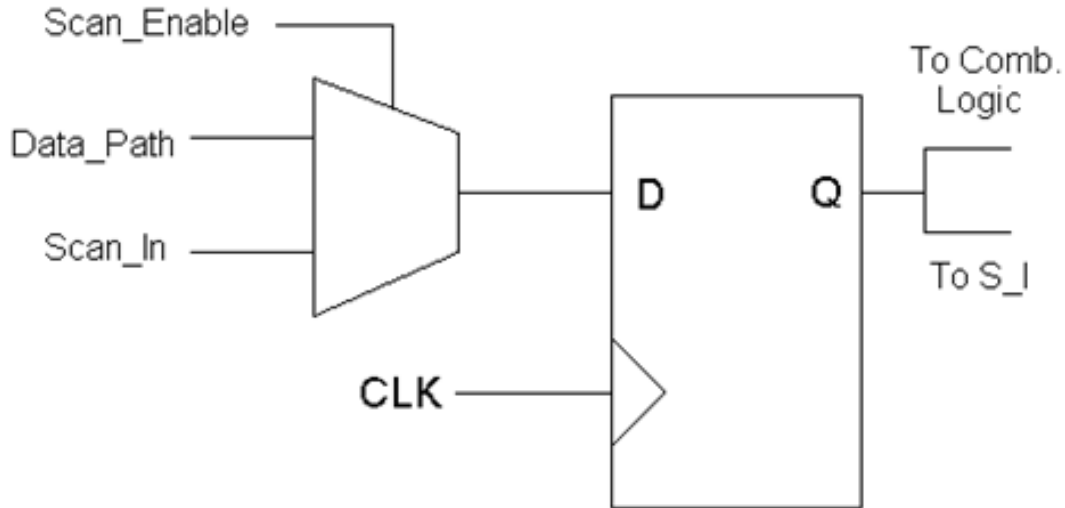 Scan_Enable
Data_Path
Scan_In
D
Q
CLK
To Comb.
Logic
To S_I